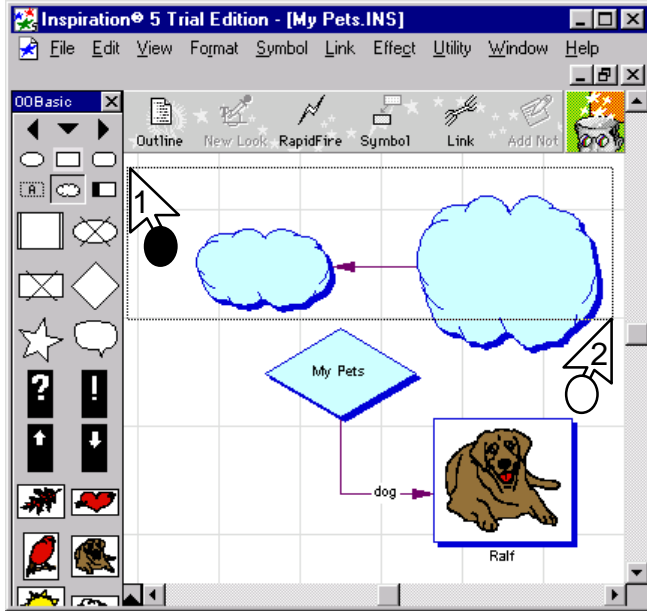 Inspiration® 5 Trial Edition - [My Pets.INS]
File Edit View Format Symbol Link Effect Utility Window Help
00Basic
Outline New Look RapidFire Symbol Link Add Not
A
1
2
? !
My Pets
dog
Ralf